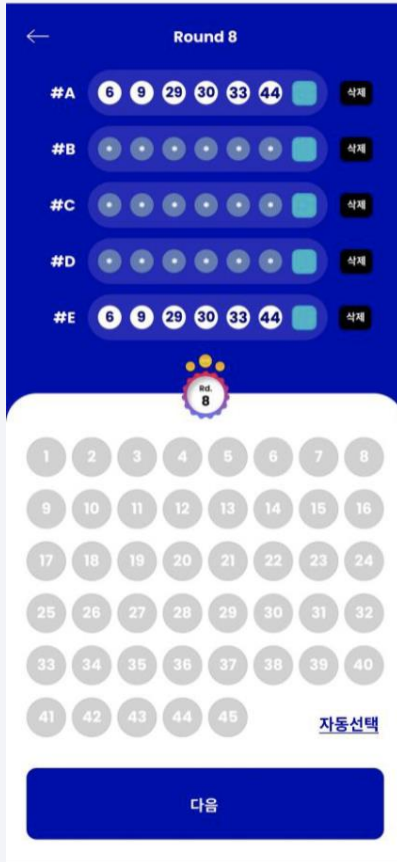 Round 8
#A 6 9 29 30 33 44 삭제
#B 삭제
#C 삭제
#D 삭제
#E 6 9 29 30 33 44 삭제
Rd.
8
1 2 3 4 5 6 7 8
9 10 11 12 13 14 15 16
17 18 19 20 21 22 23 24
25 26 27 28 29 30 31 32
33 34 35 36 37 38 39 40
41 42 43 44 45 자동선택
다음